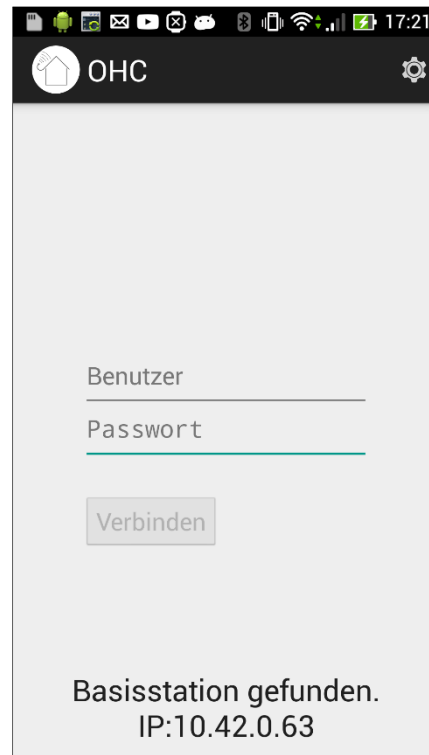 17:21
OHC
Benutzer
Passwort
Verbinden
Basisstation gefunden.
IP:10.42.0.63